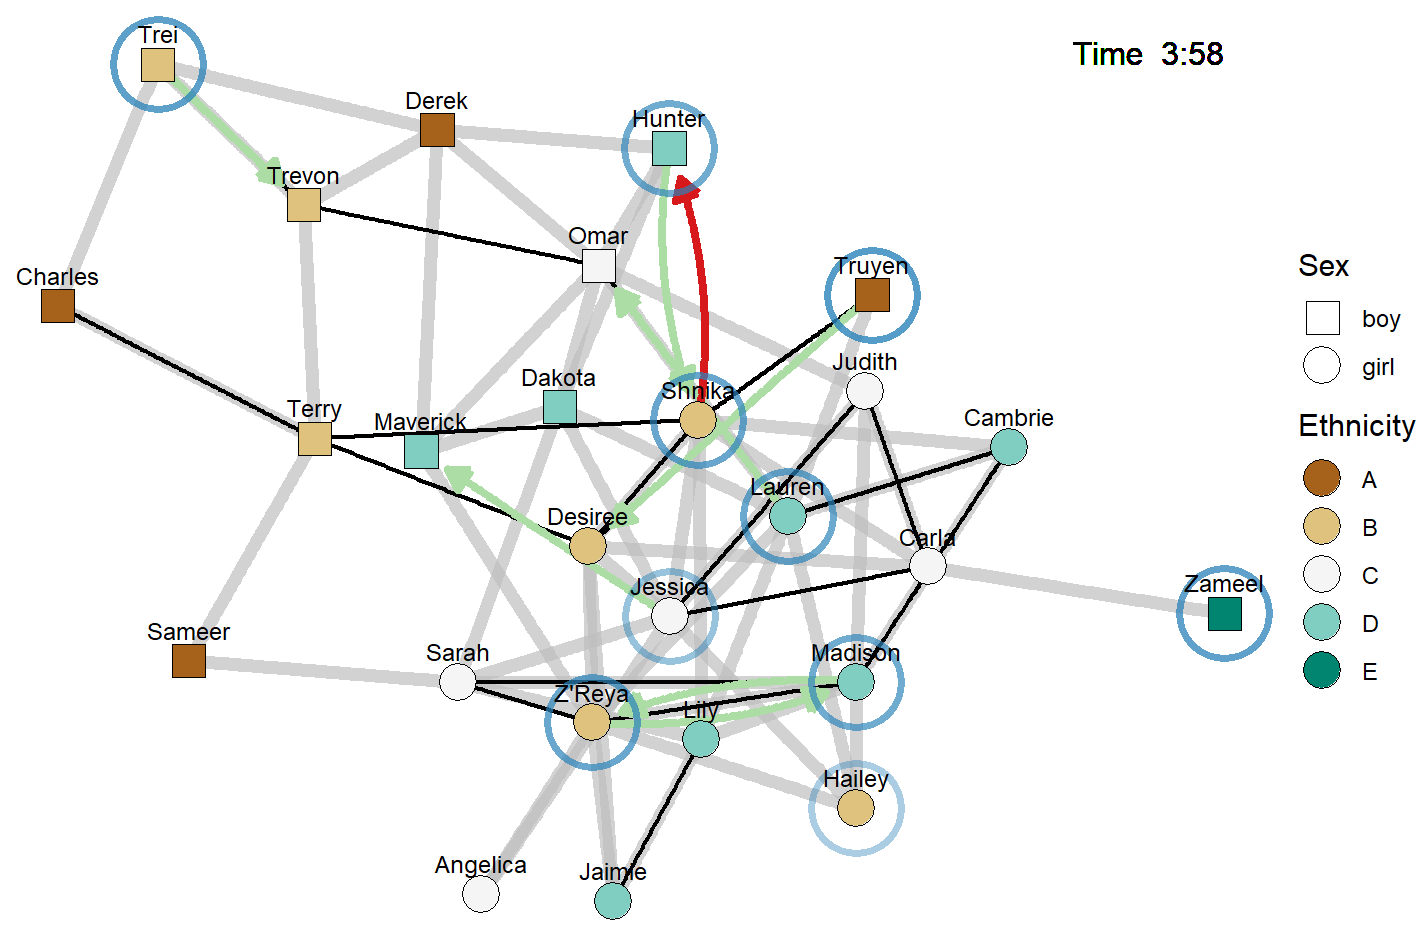 Trei
Time 3:58
Derek
Hunter
Trevon
Omar
Truyen
Sex
boy
girl
Charles
Judith
Dakota
Shnika
Terry
Maverick
Cambrie
Ethnicity
A
B
C
D
E
Lauren
Desiree
Carla
Jessica
Zameel
Sameer
Sarah
Madison
Z'Reya
Lily
Hailey
Angelica
Jaimie